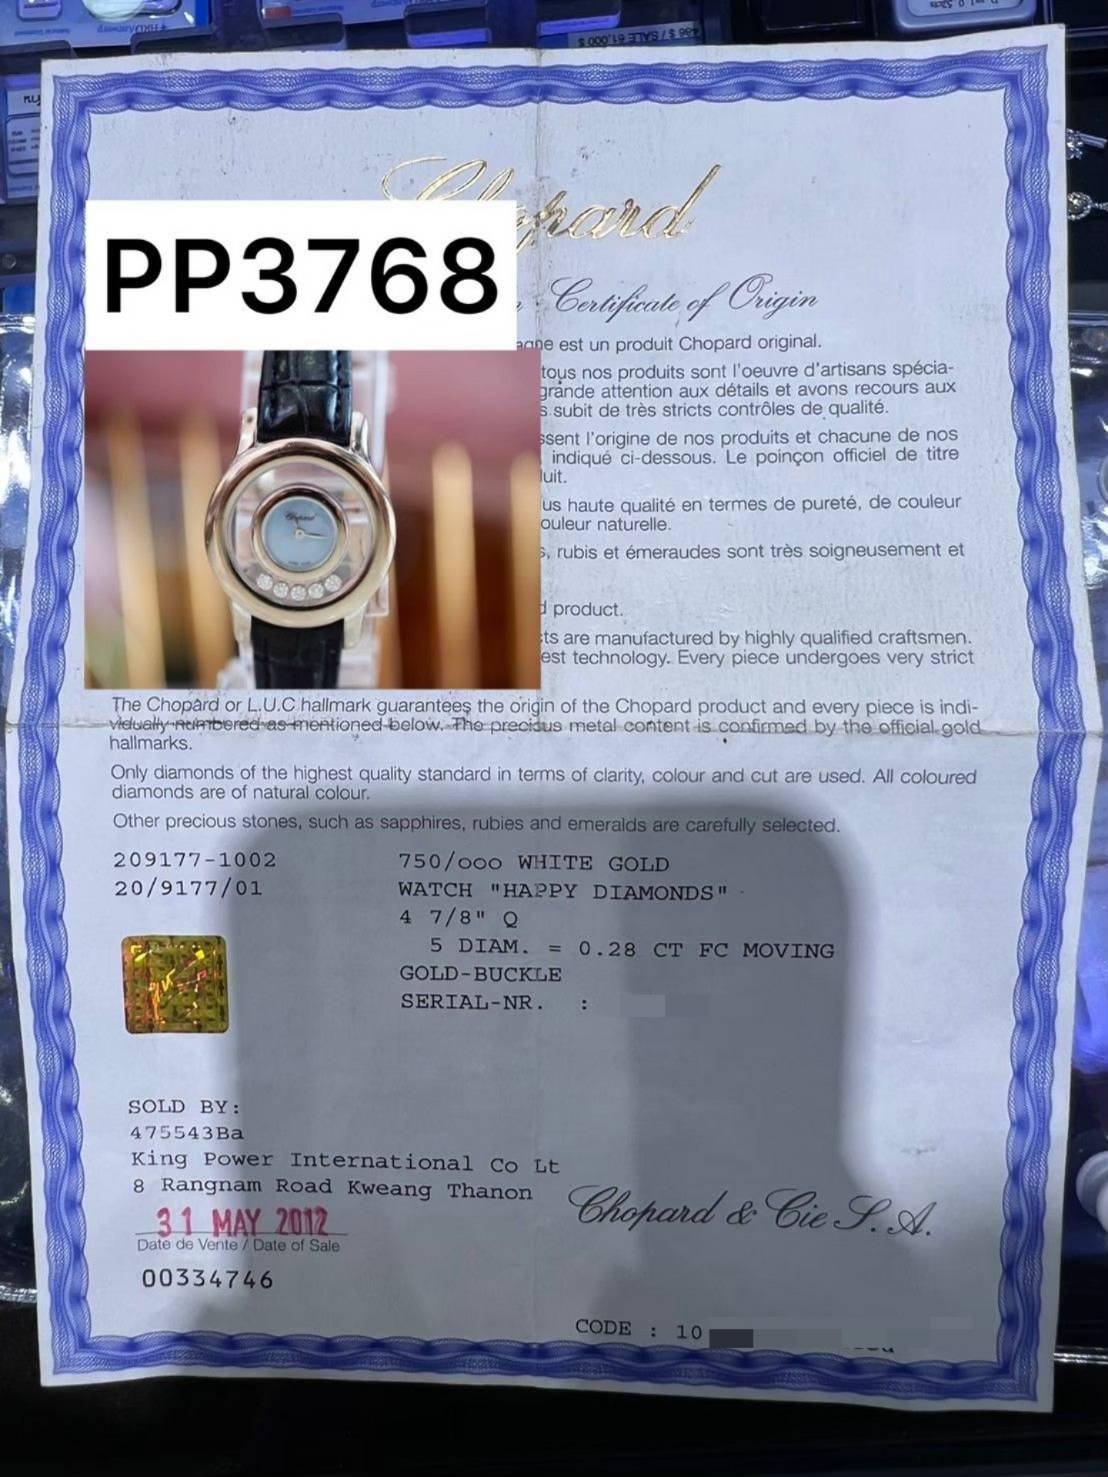 Chopard
PP3768
Certificate of Origin
est un produit Chopard original.
tous nos produits sont l'oeuvre d'artisans spécia-
grande attention aux détails et avons recours aux
subit de très stricts contrôles de qualité.
l'origine de nos produits et chacune de nos
indiqué ci-dessous. Le poinçon officiel de titre
haute qualité en termes de pureté, de couleur
naturelle.
rubis et émeraudes sont très soigneusement et
product.
are manufactured by highly qualified craftsmen.
technology. Every piece undergoes very strict
Chopard
The Chopard or L.U.C hallmark guarantees the origin of the Chopard product and every piece is indi-
vidually numbered as mentioned below. The precious metal content is confirmed by the official gold
hallmarks.
Only diamonds of the highest quality standard in terms of clarity, colour and cut are used. All coloured
diamonds are of natural colour.
Other precious stones, such as sapphires, rubies and emeralds are carefully selected.
209177-1002 750/ooo WHITE GOLD
20/9177/01 WATCH "HAPPY DIAMONDS"
4 7/8" Q
5 DIAM. = 0.28 CT FC MOVING
GOLD-BUCKLE
SERIAL-NR. :
SOLD BY:
475543Ba
King Power International Co Lt
8 Rangnam Road Kweang Thanon
31 MAY 2012
Date de Vente / Date of Sale
Chopard & Cie S.A.
00334746
CODE : 10